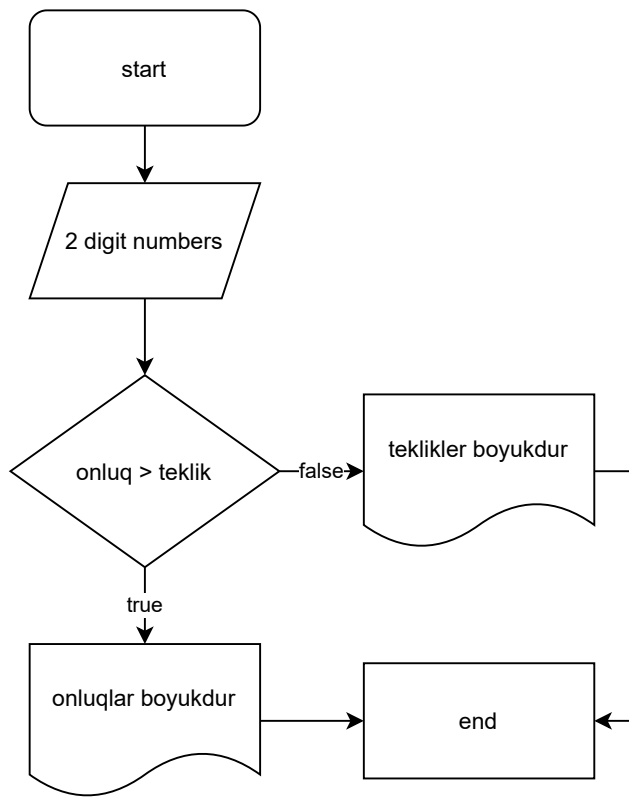 start
2 digit numbers
onluq > teklik
false
teklikler boyukdur
true
onluqlar boyukdur
end